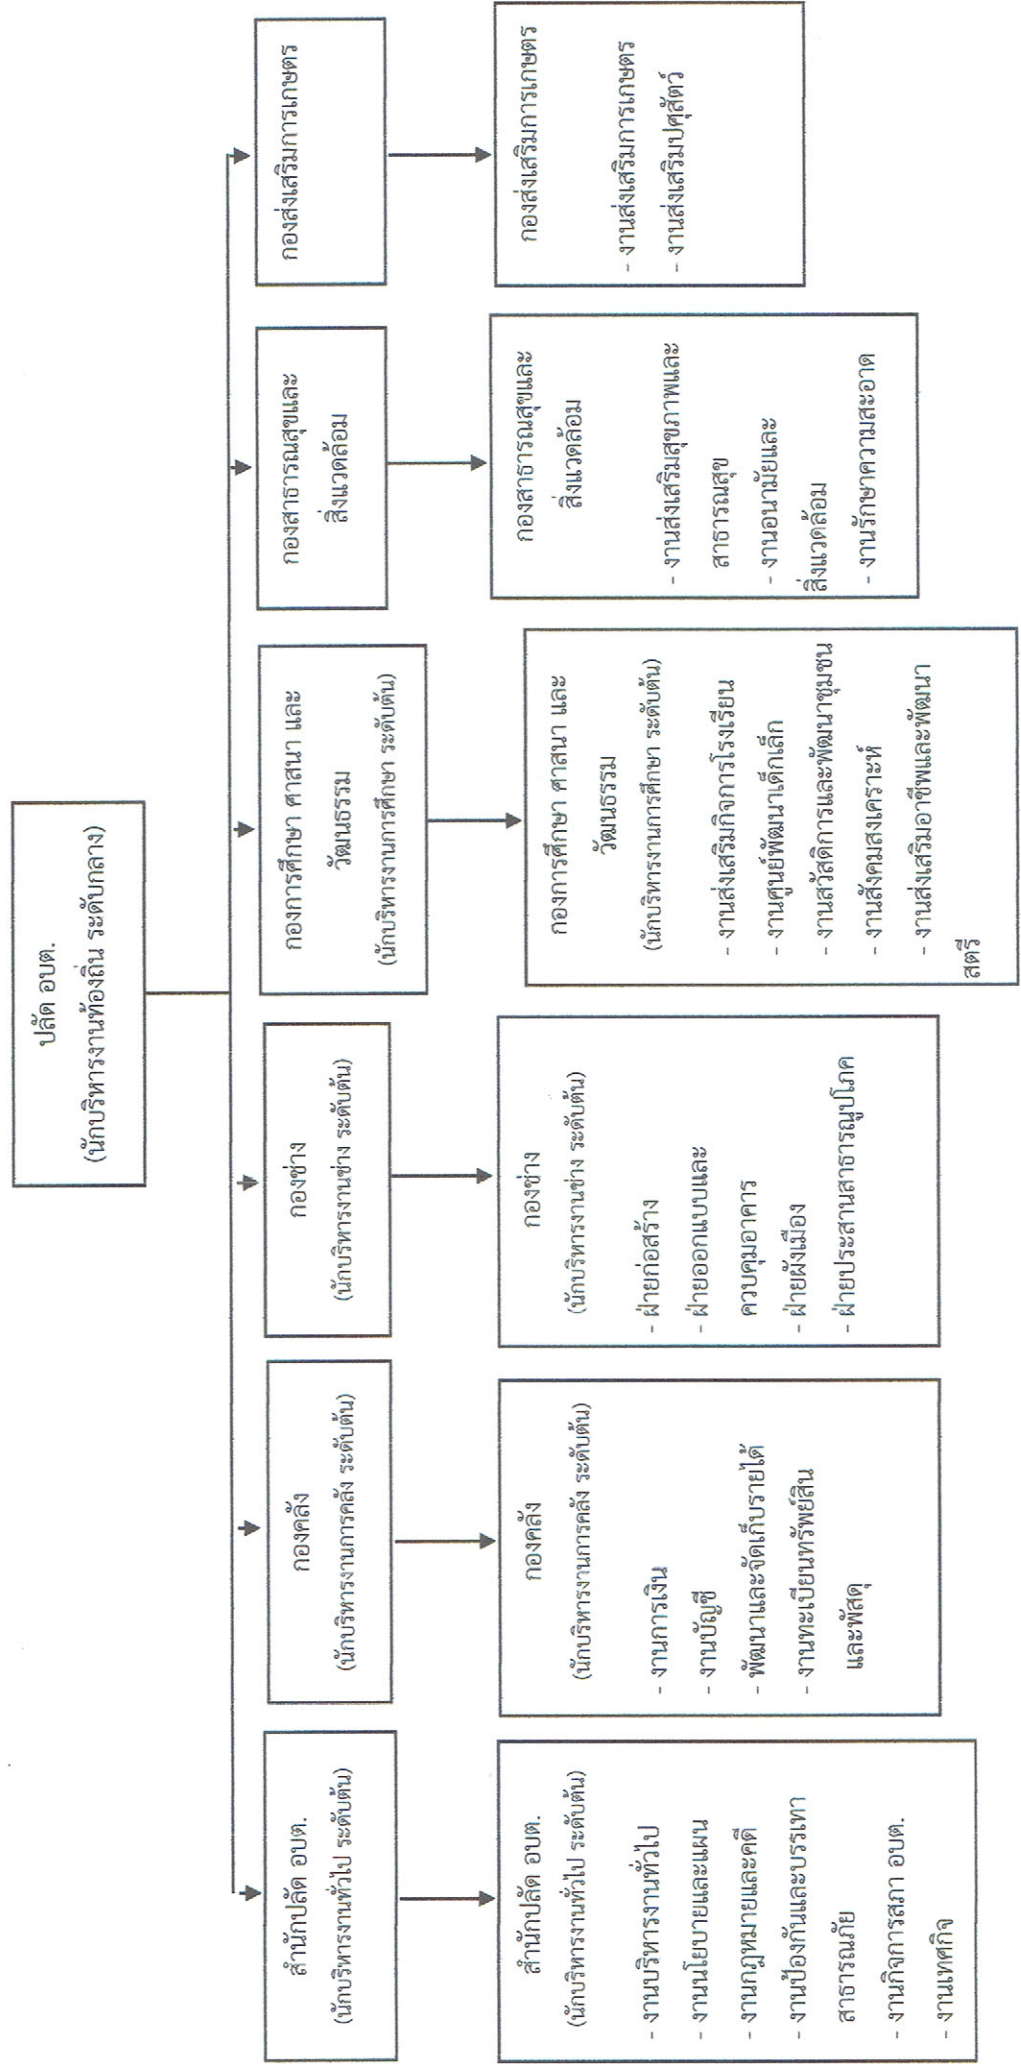 ปลัด อบต.
(นักบริหารงานท้องถิ่น ระดับกลาง)
สำนักปลัด อบต.
(นักบริหารงานทั่วไป ระดับต้น)
กองคลัง
(นักบริหารงานการคลัง ระดับต้น)
กองช่าง
(นักบริหารงานช่าง ระดับต้น)
กองการศึกษา ศาสนา และ
วัฒนธรรม
(นักบริหารงานการศึกษา ระดับต้น)
กองสาธารณสุขและ
สิ่งแวดล้อม
กองส่งเสริมการเกษตร
สำนักปลัด อบต.
(นักบริหารงานทั่วไป ระดับต้น)
- งานบริหารงานทั่วไป
- งานนโยบายและแผน
- งานกฎหมายและคดี
- งานป้องกันและบรรเทา
สาธารณภัย
- งานกิจการสภา อบต.
- งานเทศกิจ
กองคลัง
(นักบริหารงานการคลัง ระดับต้น)
- งานการเงิน
- งานบัญชี
- พัฒนาและจัดเก็บรายได้
- งานทะเบียนทรัพย์สิน
และพัสดุ
กองช่าง
(นักบริหารงานช่าง ระดับต้น)
- ฝ่ายก่อสร้าง
- ฝ่ายออกแบบและ
ควบคุมอาคาร
- ฝ่ายผังเมือง
- ฝ่ายประสานสาธารณูปโภค
กองการศึกษา ศาสนา และ
วัฒนธรรม
(นักบริหารงานการศึกษา ระดับต้น)
- งานส่งเสริมกิจการโรงเรียน
- งานศูนย์พัฒนาเด็กเล็ก
- งานสวัสดิการและพัฒนาชุมชน
- งานสังคมสงเคราะห์
- งานส่งเสริมอาชีพและพัฒนา
สตรี
กองสาธารณสุขและ
สิ่งแวดล้อม
- งานส่งเสริมสุขภาพและ
สาธารณสุข
- งานอนามัยและ
สิ่งแวดล้อม
- งานรักษาความสะอาด
กองส่งเสริมการเกษตร
- งานส่งเสริมการเกษตร
- งานส่งเสริมปศุสัตว์